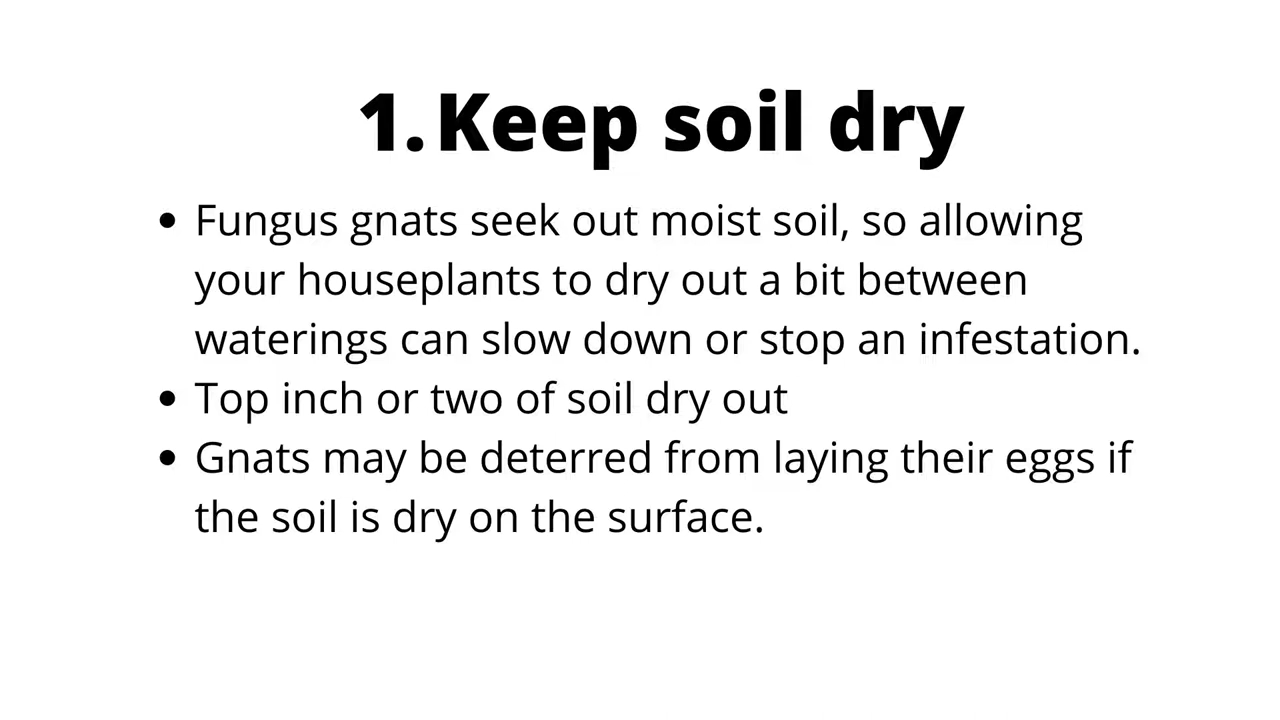 1. Keep soil dry
• Fungus gnats seek out moist soil, so allowing
your houseplants to dry out a bit between
waterings can slow down or stop an infestation.
• Top inch or two of soil dry out
• Gnats may be deterred from laying their eggs if
the soil is dry on the surface.